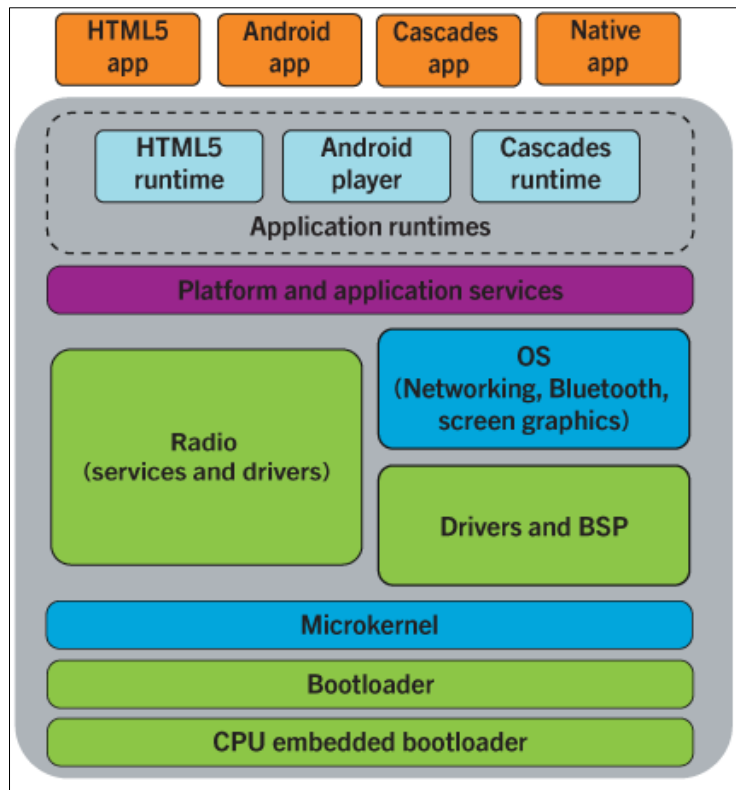 HTML5
app
Android
app
Cascades
app
Native
app
HTML5
runtime
Android
player
Cascades
runtime
Application runtimes
Platform and application services
Radio
(services and drivers)
OS
(Networking, Bluetooth,
screen graphics)
Drivers and BSP
Microkernel
Bootloader
CPU embedded bootloader